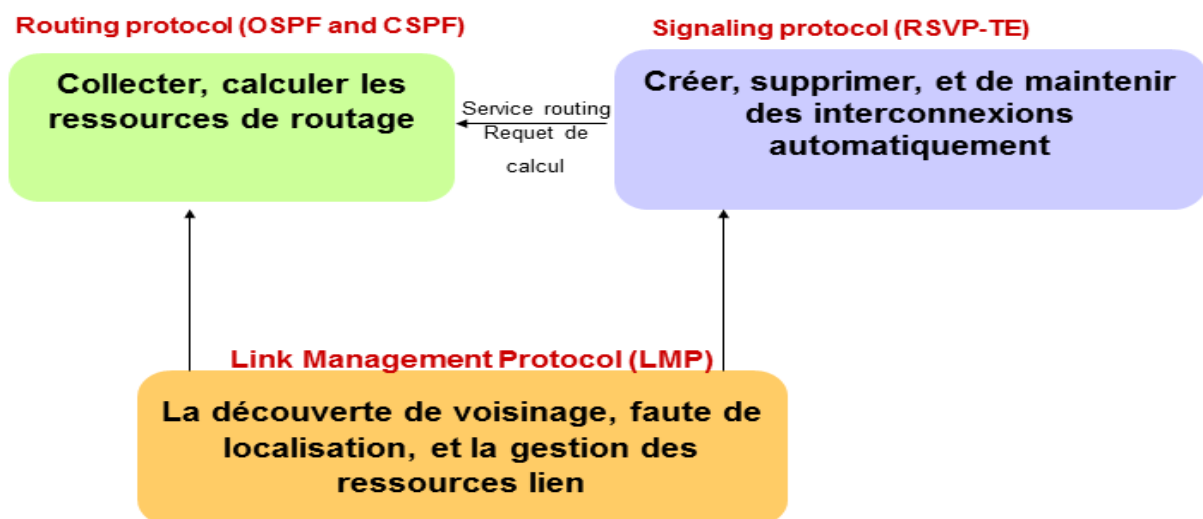 Routing protocol (OSPF and CSPF)
Collecter, calculer les
ressources de routage
Service routing
Requet de
calcul
Signaling protocol (RSVP-TE)
Créer, supprimer, et de maintenir
des interconnexions
automatiquement
Link Management Protocol (LMP)
La découverte de voisinage, faute de
localisation, et la gestion des
ressources lien